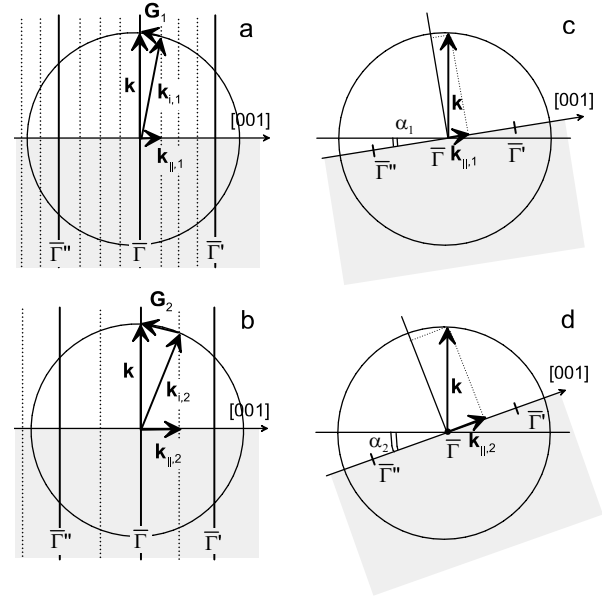 a
G₁
k
kᵢ,₁
[001]
k∥,₁
Γ̅"
Γ̅
Γ̅'
b
G₂
k
kᵢ,₂
[001]
k∥,₂
Γ̅"
Γ̅
Γ̅'
c
[001]
k
α₁
Γ̅"
Γ̅
k∥,₁
Γ̅'
d
[001]
k
α₂
Γ̅"
Γ̅
k∥,₂
Γ̅'